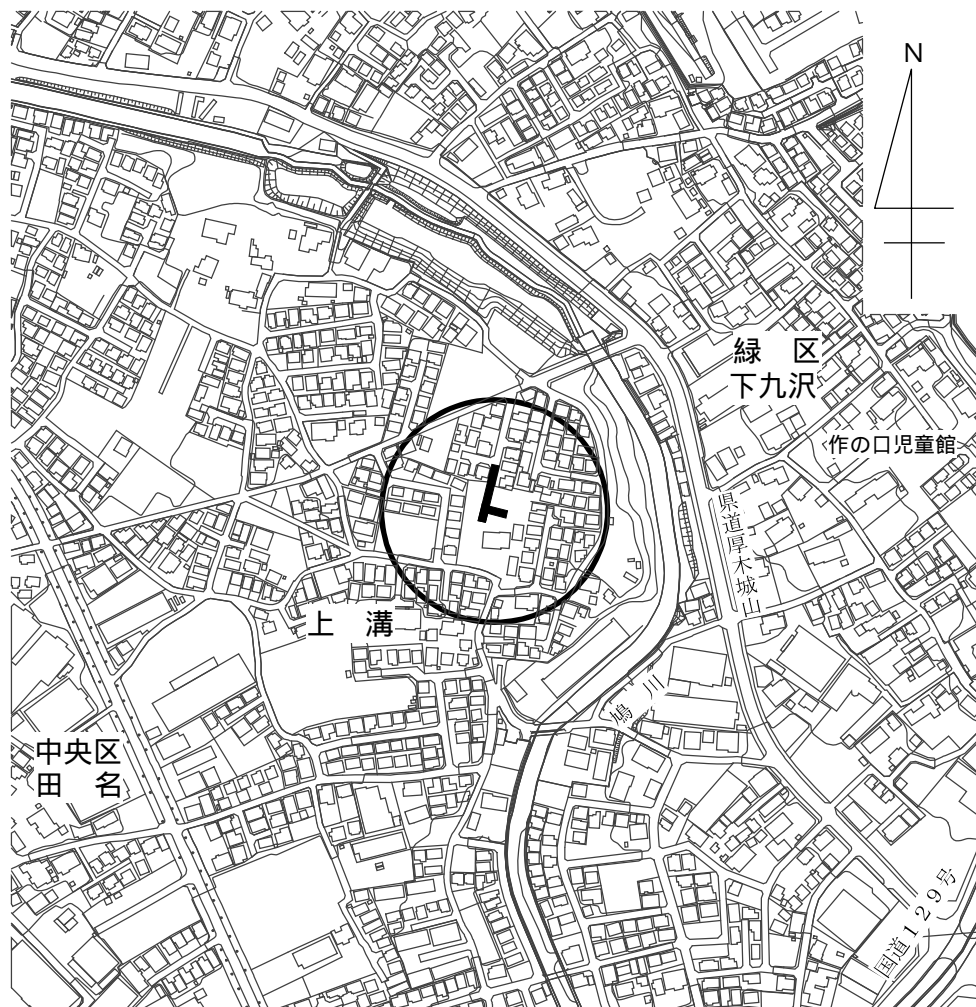 N
緑 区
下九沢
作の口児童館
県道厚木城山
上 溝
鳩川
中央区
田 名
国道129号